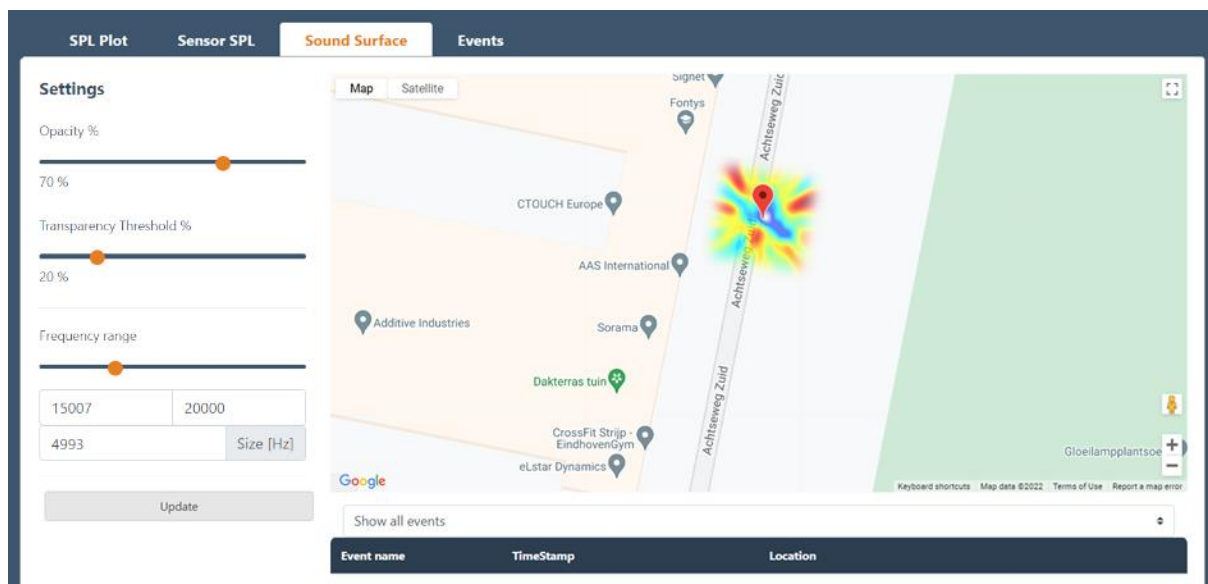 SPL Plot
Sensor SPL
Sound Surface
Events
Settings
Opacity %
70 %
Transparency Threshold %
20 %
Frequency range
15007
20000
4993
Size [Hz]
Update
Map
Satellite
Signet
Fontys
Achtseweg Zuid
CTOUCH Europe
Achtseweg Zuid
AAS International
Additive Industries
Sorama
Dakterras tuin
Achtseweg Zuid
CrossFit Strijp -
EindhovenGym
eLstar Dynamics
Gloeilampplantsoe
Google
Keyboard shortcuts
Map data ©2022
Terms of Use
Report a map error
Show all events
Event name
TimeStamp
Location